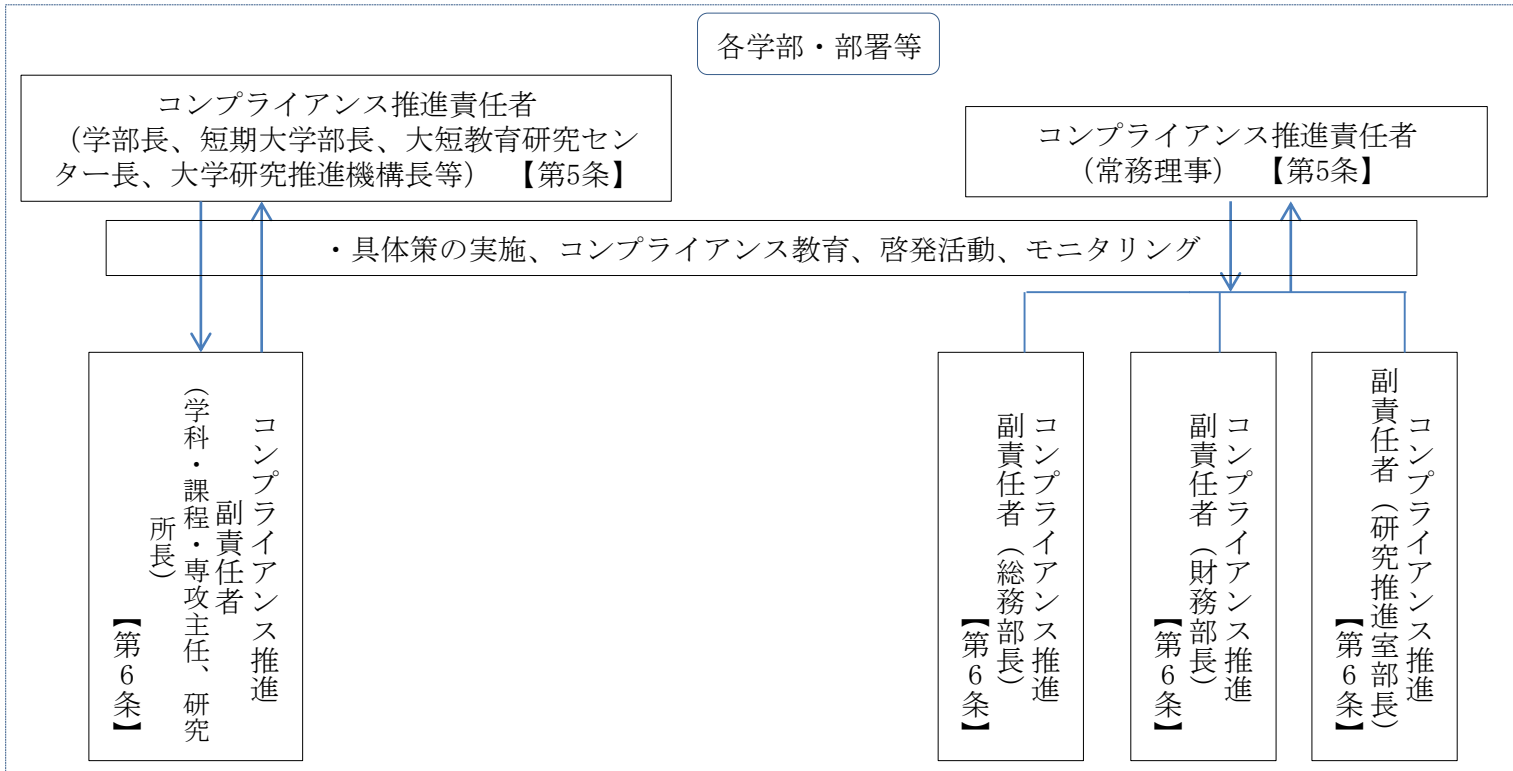 各学部・部署等
コンプライアンス推進責任者
（学部長、短期大学部長、大短教育研究セン
ター長、大学研究推進機構長等）　【第5条】
コンプライアンス推進責任者
（常務理事）　【第5条】
・具体策の実施、コンプライアンス教育、啓発活動、モニタリング
コンプライアンス推進
副責任者
（学科・課程・専攻主任、研究
所長）
【第6条】
コンプライアンス推進
副責任者（総務部長）
【第6条】
コンプライアンス推進
副責任者（財務部長）
【第6条】
コンプライアンス推進
副責任者（研究推進室部長）
【第6条】